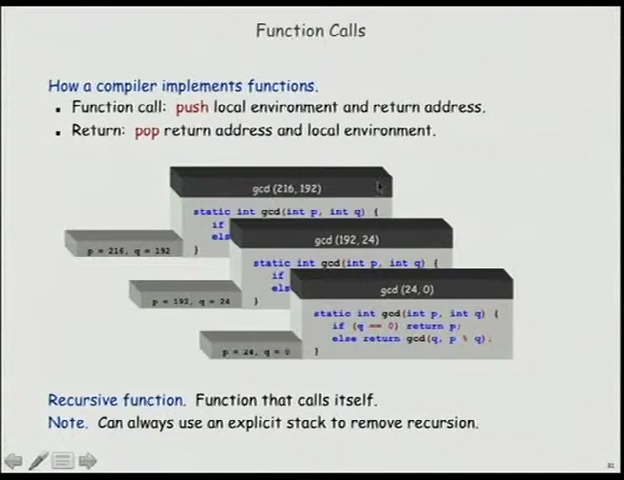 Function Calls
How a compiler implements functions.
▪ Function call: push local environment and return address.
▪ Return: pop return address and local environment.
gcd (216, 192)
static int gcd(int p, int q) {
if
els
}
p = 216, q = 192
gcd (192, 24)
static int gcd(int p, int q) {
if
els
}
p = 192, q = 24
gcd (24, 0)
static int gcd(int p, int q) {
if (q == 0) return p;
else return gcd(q, p % q);
}
p = 24, q = 0
Recursive function. Function that calls itself.
Note. Can always use an explicit stack to remove recursion.